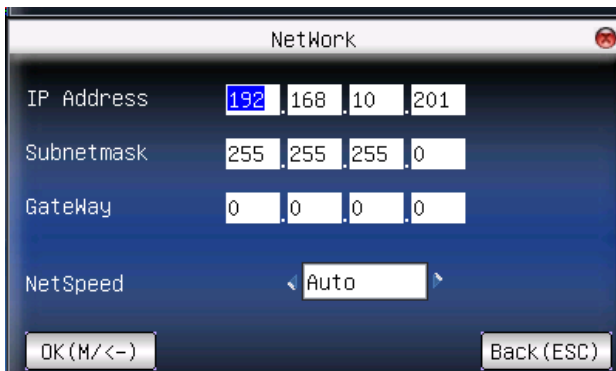 NetWork
IP Address 192.168.10.201
Subnetmask 255.255.255.0
GateWay 0.0.0.0
NetSpeed Auto
OK(M/<-) Back(ESC)